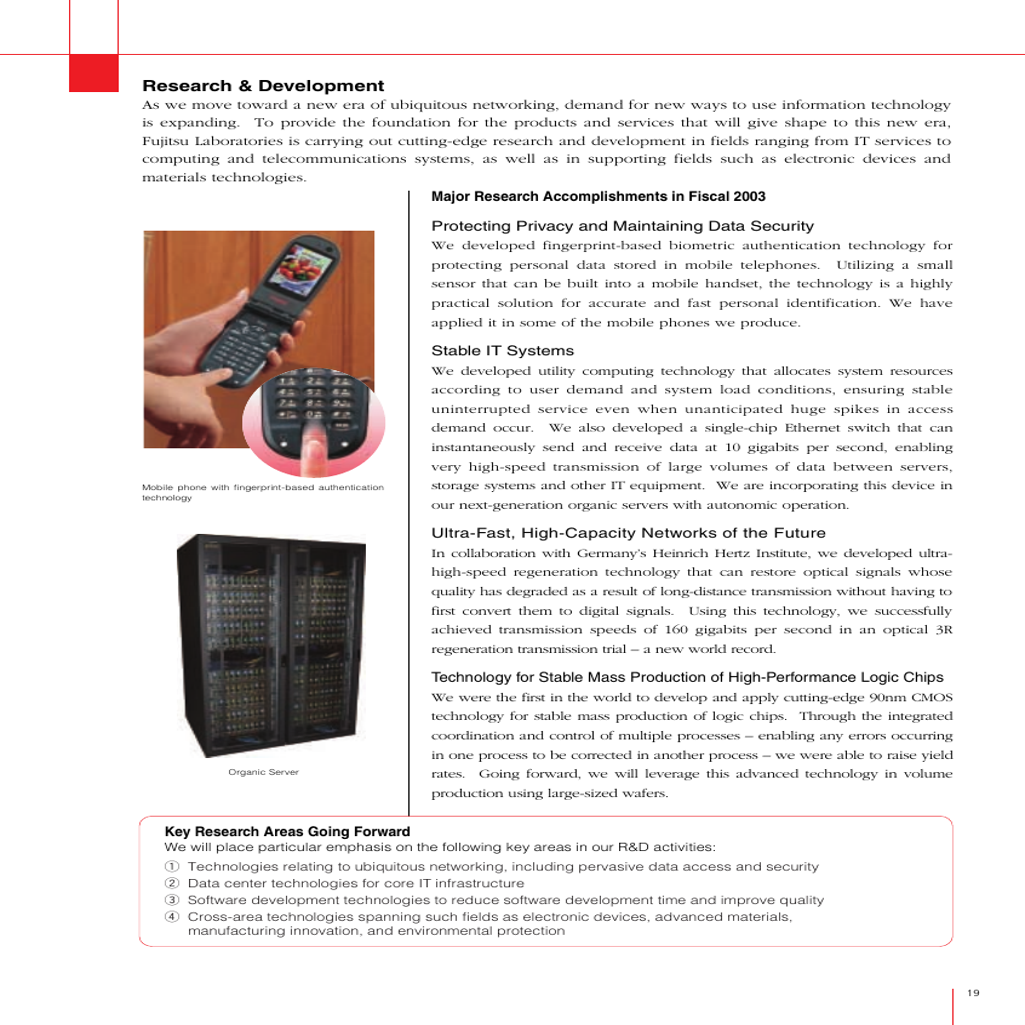 Research & Development
As we move toward a new era of ubiquitous networking, demand for new ways to use information technology
is expanding. To provide the foundation for the products and services that will give shape to this new era,
Fujitsu Laboratories is carrying out cutting-edge research and development in fields ranging from IT services to
computing and telecommunications systems, as well as in supporting fields such as electronic devices and
materials technologies.
Mobile phone with fingerprint-based authentication
technology
Organic Server
Major Research Accomplishments in Fiscal 2003
Protecting Privacy and Maintaining Data Security
We developed fingerprint-based biometric authentication technology for
protecting personal data stored in mobile telephones. Utilizing a small
sensor that can be built into a mobile handset, the technology is a highly
practical solution for accurate and fast personal identification. We have
applied it in some of the mobile phones we produce.
Stable IT Systems
We developed utility computing technology that allocates system resources
according to user demand and system load conditions, ensuring stable
uninterrupted service even when unanticipated huge spikes in access
demand occur. We also developed a single-chip Ethernet switch that can
instantaneously send and receive data at 10 gigabits per second, enabling
very high-speed transmission of large volumes of data between servers,
storage systems and other IT equipment. We are incorporating this device in
our next-generation organic servers with autonomic operation.
Ultra-Fast, High-Capacity Networks of the Future
In collaboration with Germany's Heinrich Hertz Institute, we developed ultra-
high-speed regeneration technology that can restore optical signals whose
quality has degraded as a result of long-distance transmission without having to
first convert them to digital signals. Using this technology, we successfully
achieved transmission speeds of 160 gigabits per second in an optical 3R
regeneration transmission trial – a new world record.
Technology for Stable Mass Production of High-Performance Logic Chips
We were the first in the world to develop and apply cutting-edge 90nm CMOS
technology for stable mass production of logic chips. Through the integrated
coordination and control of multiple processes – enabling any errors occurring
in one process to be corrected in another process – we were able to raise yield
rates. Going forward, we will leverage this advanced technology in volume
production using large-sized wafers.
Key Research Areas Going Forward
We will place particular emphasis on the following key areas in our R&D activities:
① Technologies relating to ubiquitous networking, including pervasive data access and security
② Data center technologies for core IT infrastructure
③ Software development technologies to reduce software development time and improve quality
④ Cross-area technologies spanning such fields as electronic devices, advanced materials,
manufacturing innovation, and environmental protection
19